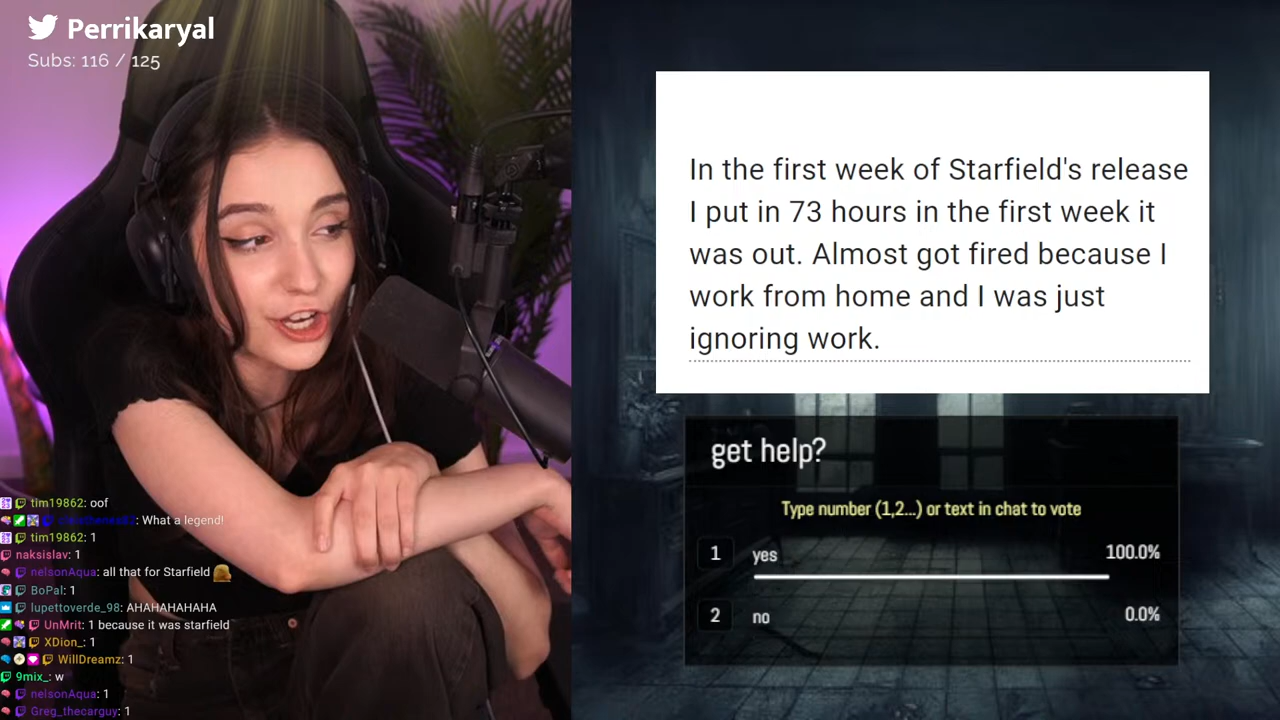 Perrikaryal
Subs: 116 / 125
In the first week of Starfield's release
I put in 73 hours in the first week it
was out. Almost got fired because I
work from home and I was just
ignoring work.
get help?
Type number (1,2...) or text in chat to vote
1 yes 100.0%
2 no 0.0%
tim19862: oof
: What a legend!
tim19862: 1
naksislav: 1
nelsonAqua: all that for Starfield
BoPal: 1
lupettoverde_98: AHAHAHAHAHA
UnMrit: 1 because it was starfield
XDion_: 1
WillDreamz: 1
9mix_: w
nelsonAqua: 1
Greg_thecarguy: 1